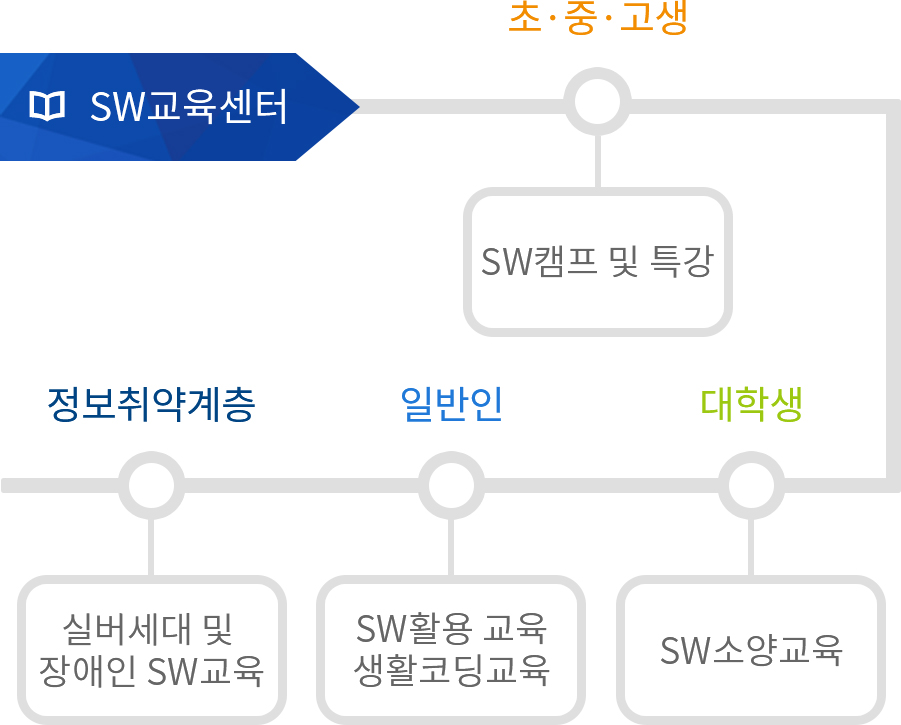 초·중·고생
SW교육센터
SW캠프 및 특강
정보취약계층
일반인
대학생
실버세대 및
장애인 SW교육
SW활용 교육
생활코딩교육
SW소양교육